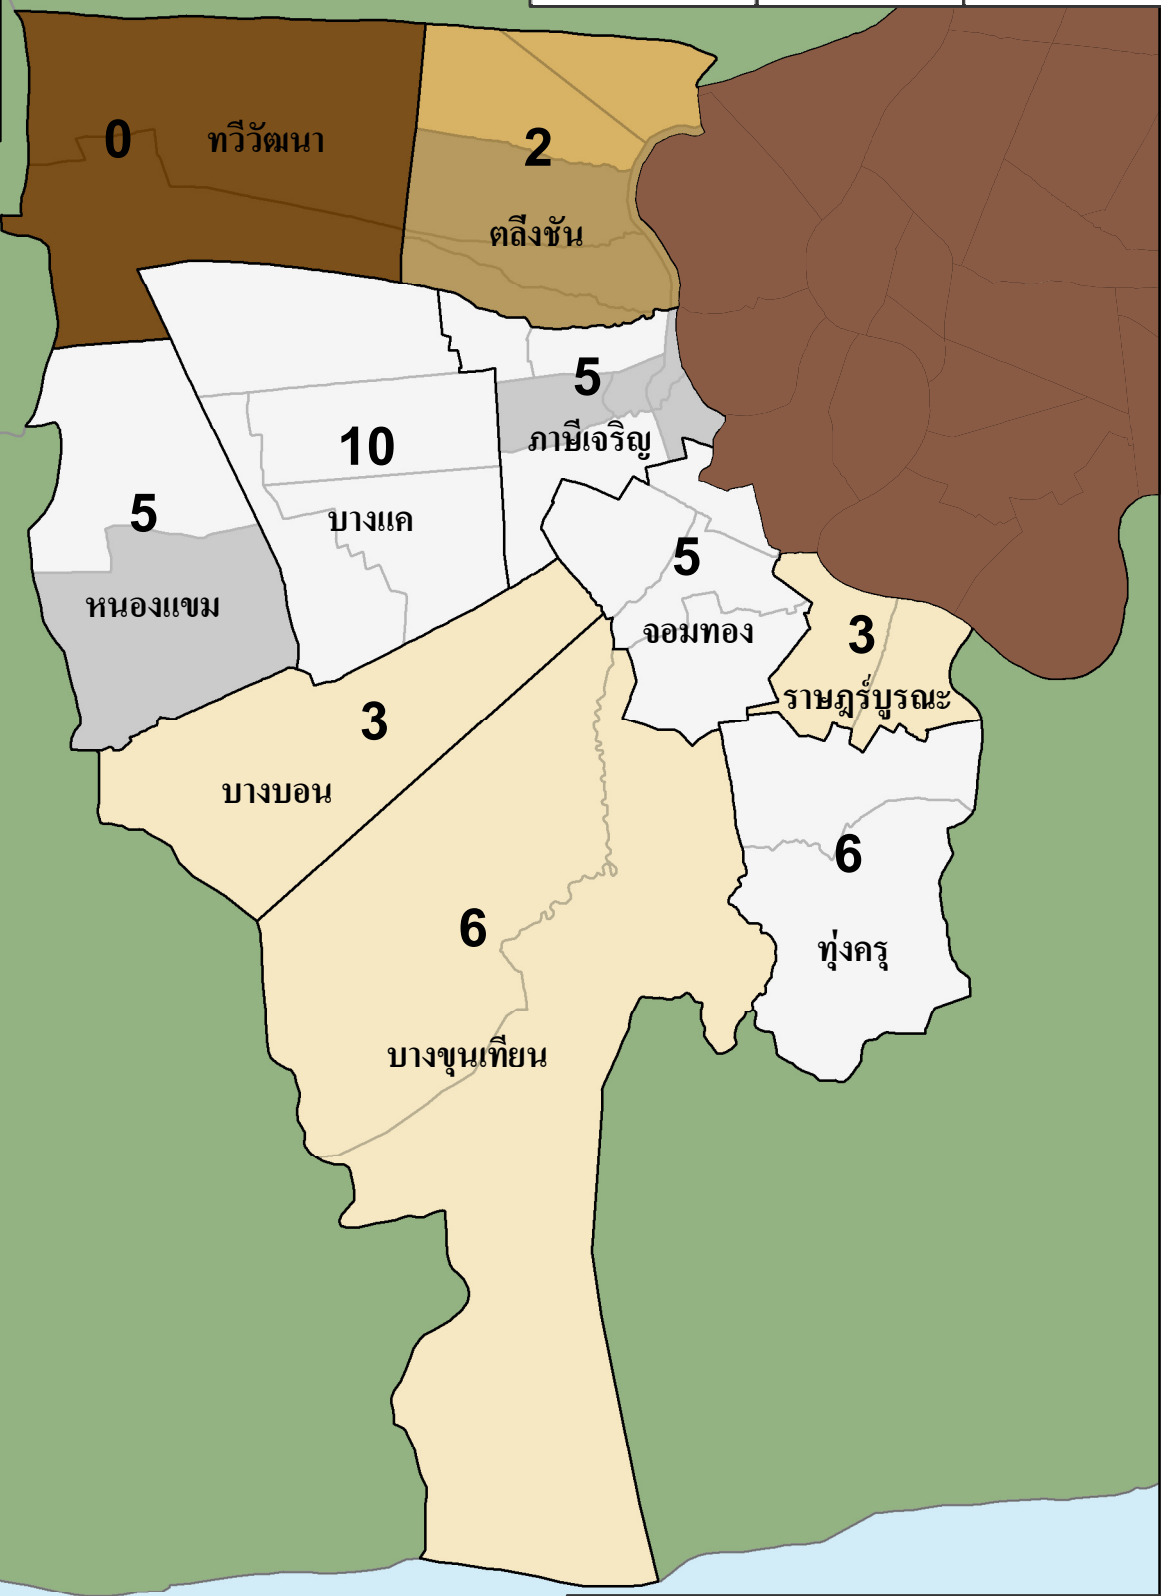 0 ทวีวัฒนา
2
ตลิ่งชัน
5
ภาษีเจริญ
10
บางแค
5
หนองแขม
5
จอมทอง
3
ราษฎร์บูรณะ
3
บางบอน
6
ทุ่งครุ
6
บางขุนเทียน